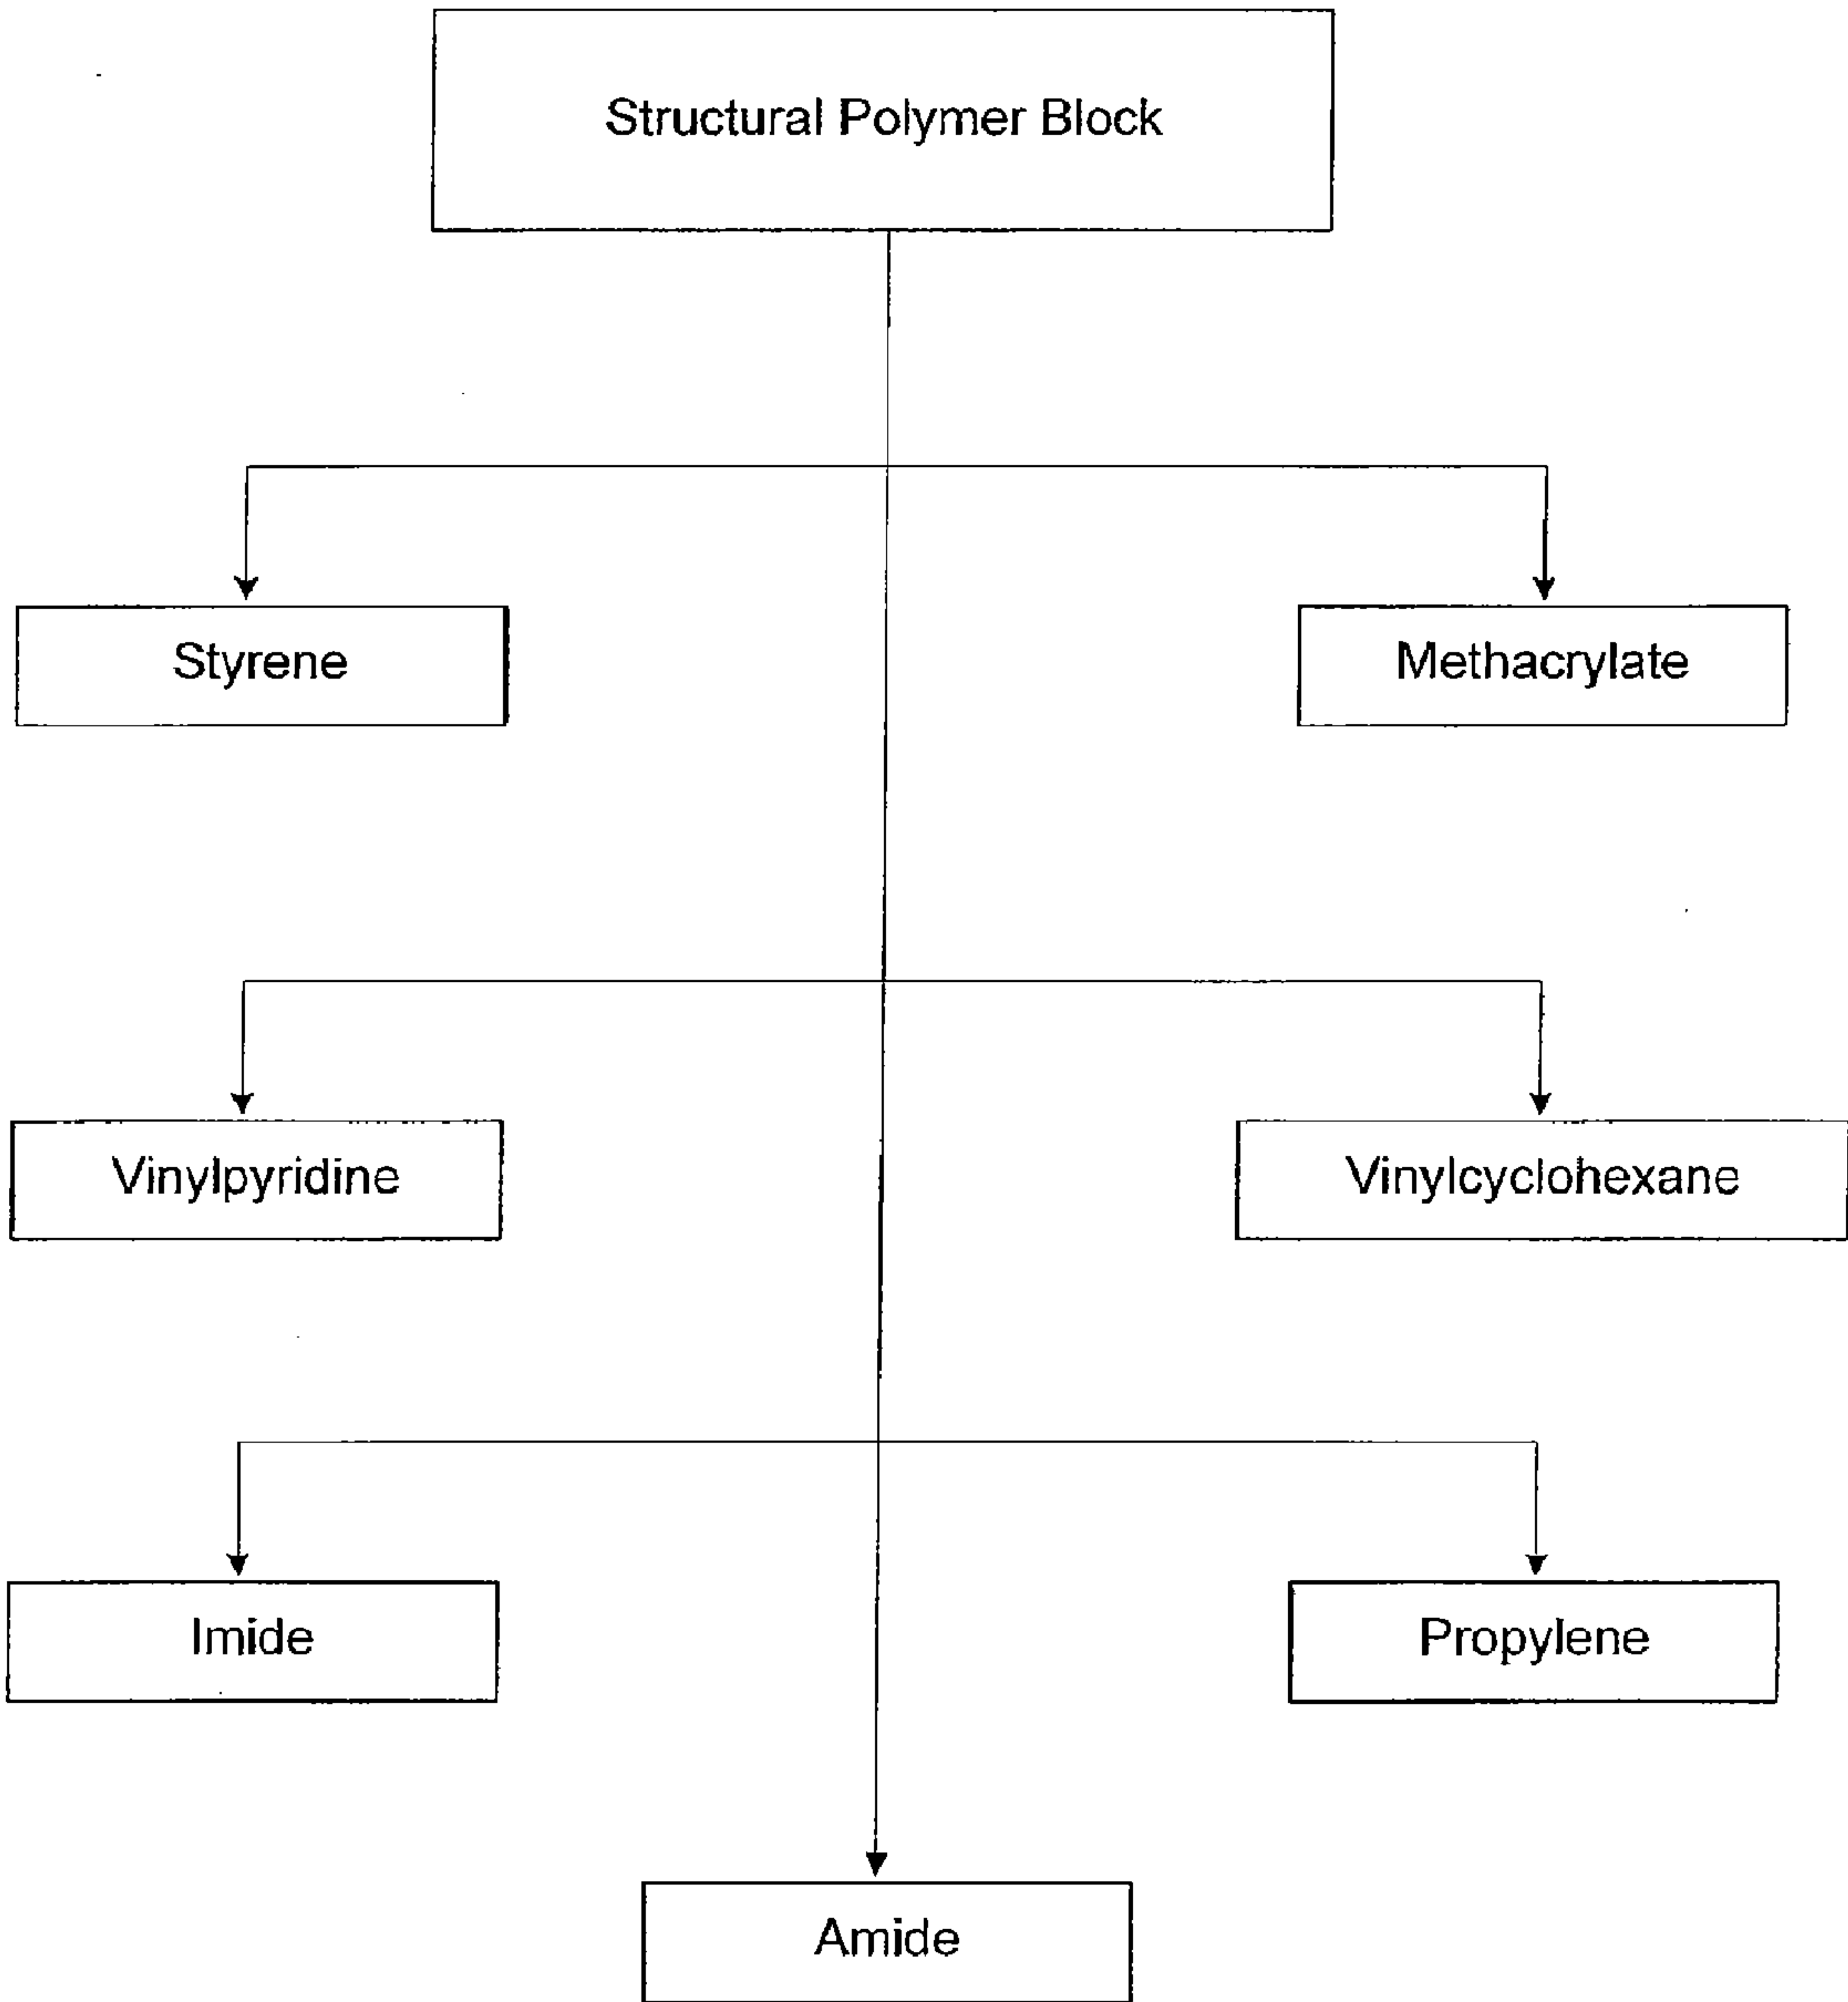 Structural Polymer Block
Styrene
Methacrylate
Vinylpyridine
Vinylcyclohexane
Imide
Propylene
Amide